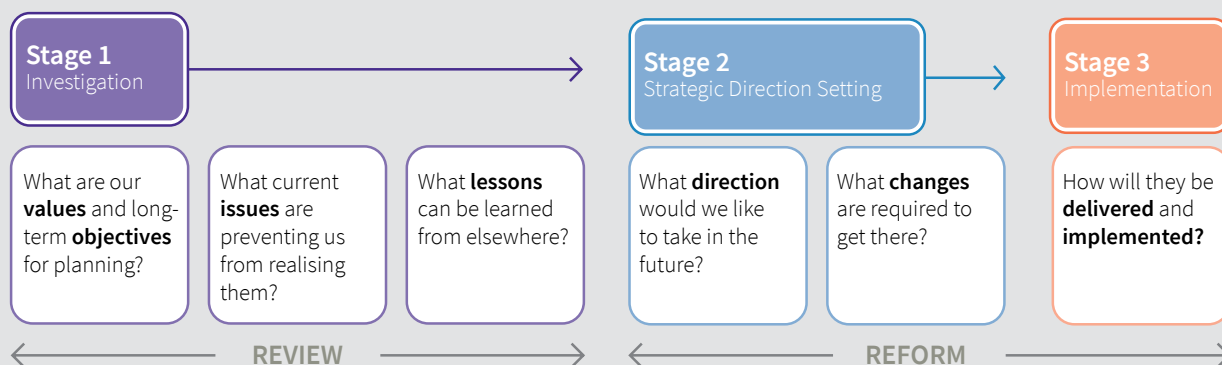 Stage 1
Investigation
Stage 2
Strategic Direction Setting
Stage 3
Implementation
What are our
values and long-
term objectives
for planning?
What current
issues are
preventing us
from realising
them?
What lessons
can be learned
from elsewhere?
What direction
would we like
to take in the
future?
What changes
are required to
get there?
How will they be
delivered and
implemented?
REVIEW
REFORM